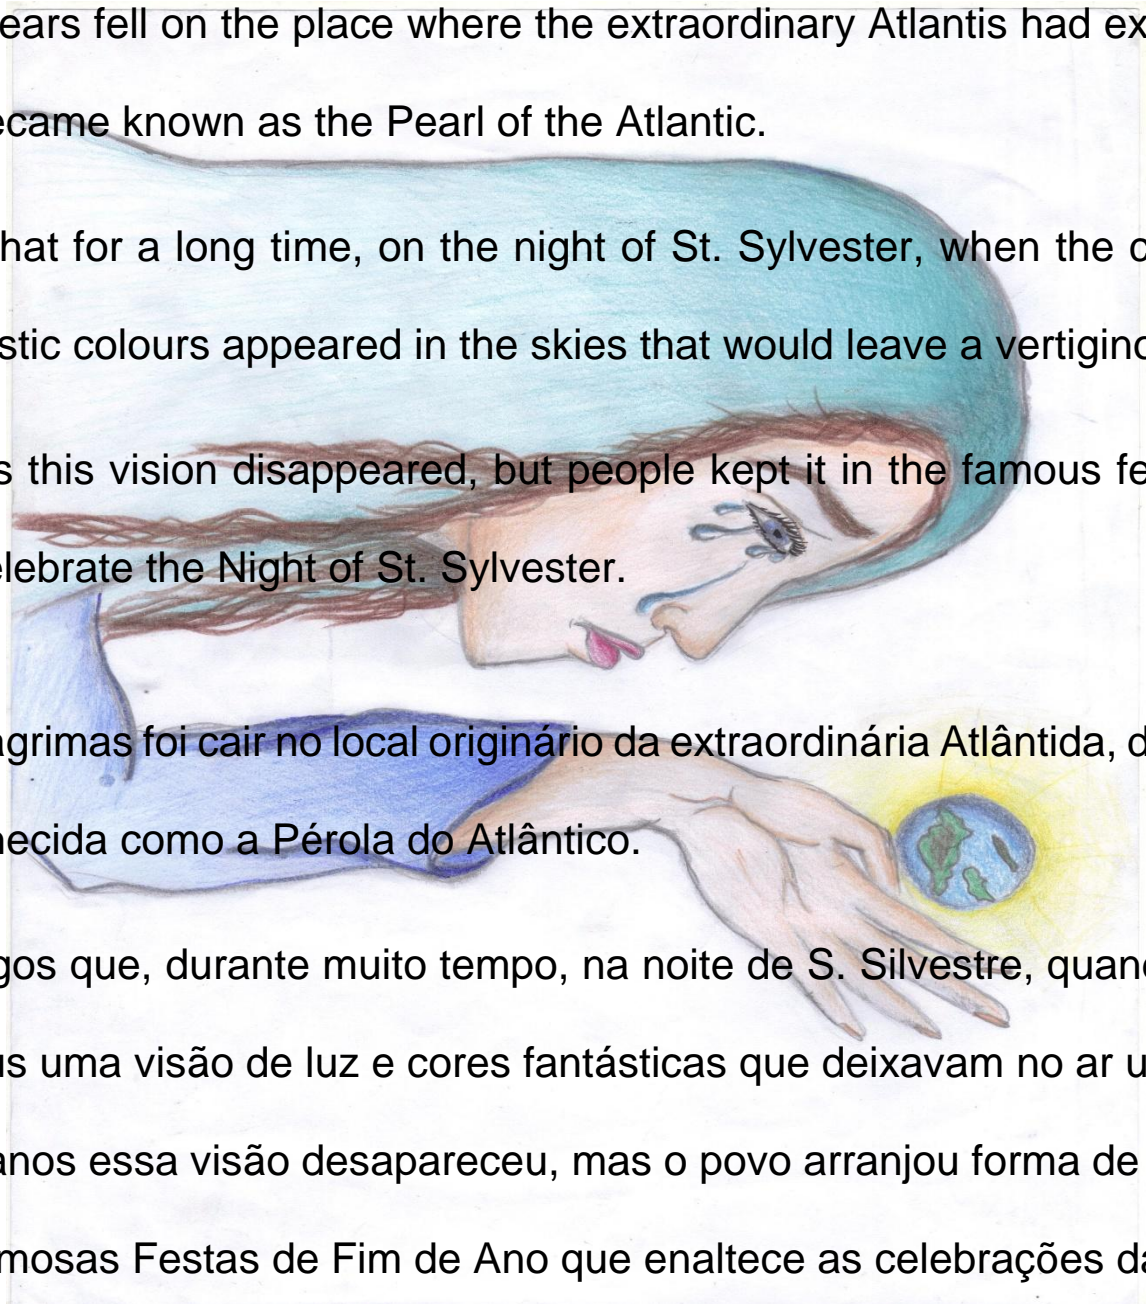 ears fell on the place where the extraordinary Atlantis had ex
ecame known as the Pearl of the Atlantic.
hat for a long time, on the night of St. Sylvester, when the c
stic colours appeared in the skies that would leave a vertigino
s this vision disappeared, but people kept it in the famous fe
elebrate the Night of St. Sylvester.
ágrimas foi cair no local originário da extraordinária Atlântida, d
hecida como a Pérola do Atlântico.
gos que, durante muito tempo, na noite de S. Silvestre, quand
us uma visão de luz e cores fantásticas que deixavam no ar u
anos essa visão desapareceu, mas o povo arranjou forma de
mosas Festas de Fim de Ano que enaltece as celebrações da